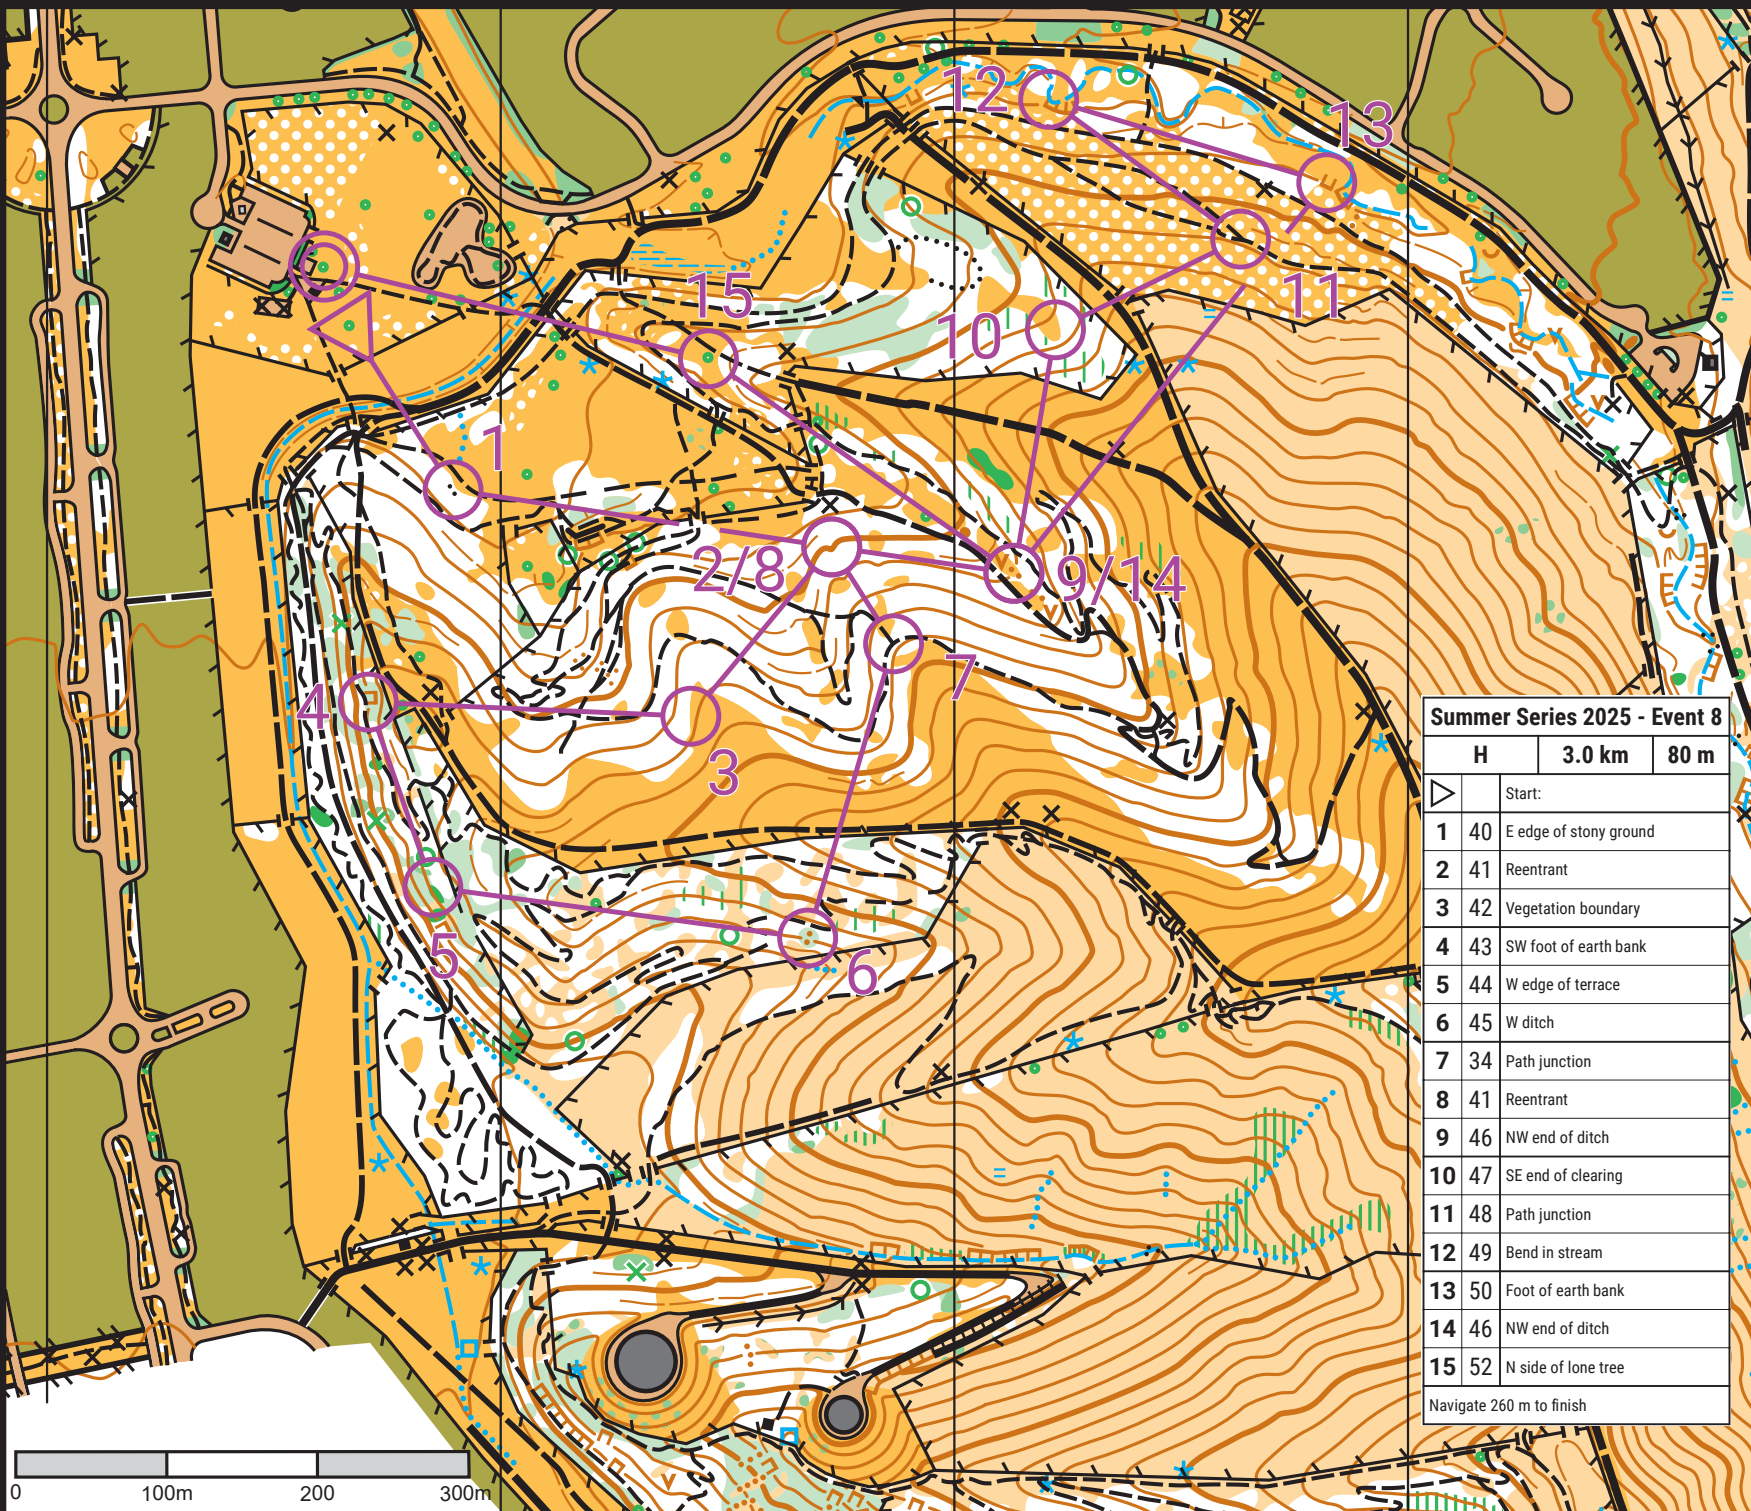 12
13
15
10
11
1
2/8
9/14
7
4
3
5
6
Summer Series 2025 - Event 8
H 3.0 km 80 m
Start:
1 40 E edge of stony ground
2 41 Reentrant
3 42 Vegetation boundary
4 43 SW foot of earth bank
5 44 W edge of terrace
6 45 W ditch
7 34 Path junction
8 41 Reentrant
9 46 NW end of ditch
10 47 SE end of clearing
11 48 Path junction
12 49 Bend in stream
13 50 Foot of earth bank
14 46 NW end of ditch
15 52 N side of lone tree
Navigate 260 m to finish
0 100m 200 300m